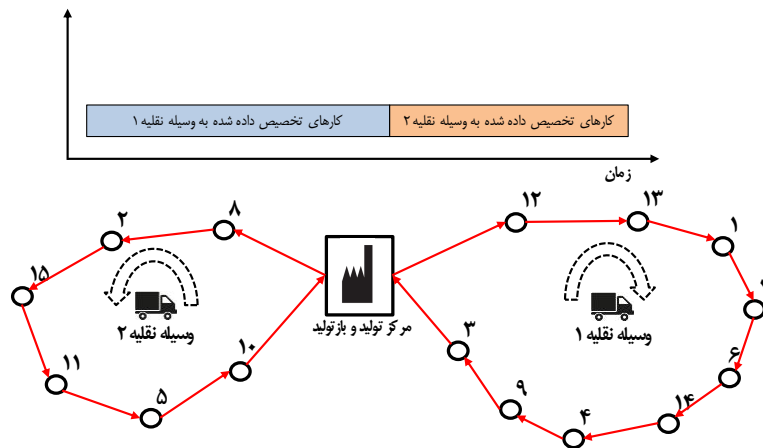 کارهای تخصیص داده شده به وسیله نقلیه ۱
کارهای تخصیص داده شده به وسیله نقلیه ۲
زمان
۱۲
۱۳
۱
۶
۱۴
۴
۹
۳
وسیله نقلیه ۱
مرکز تولید و بازتولید
۸
۲
۱۵
۱۱
۵
۱۰
وسیله نقلیه ۲